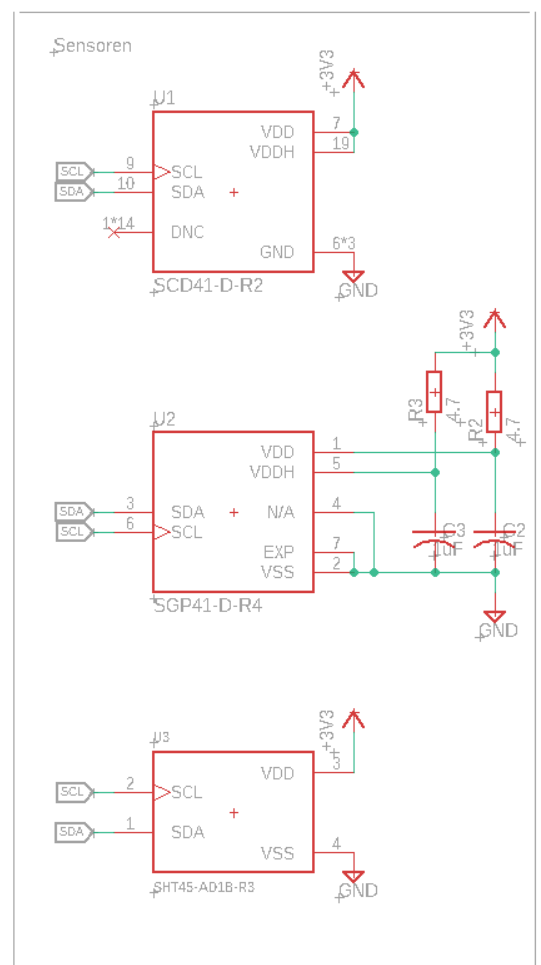 Sensoren
+3V3
U1
VDD 7
VDDH 19
SCL 9 SCL
SDA 10 SDA
1*14 DNC
GND 6*3
SCD41-D-R2
GND
+3V3
R3 4.7
R2 4.7
U2
VDD 1
VDDH 5
SDA 3 SDA
N/A 4
SCL 6 SCL
C3 C2
1uF 1uF
EXP 7
VSS 2
SGP41-D-R4
GND
+3V3
U3
VDD 3
SCL 2 SCL
SDA 1 SDA
VSS 4
SHT45-AD1B-R3
GND